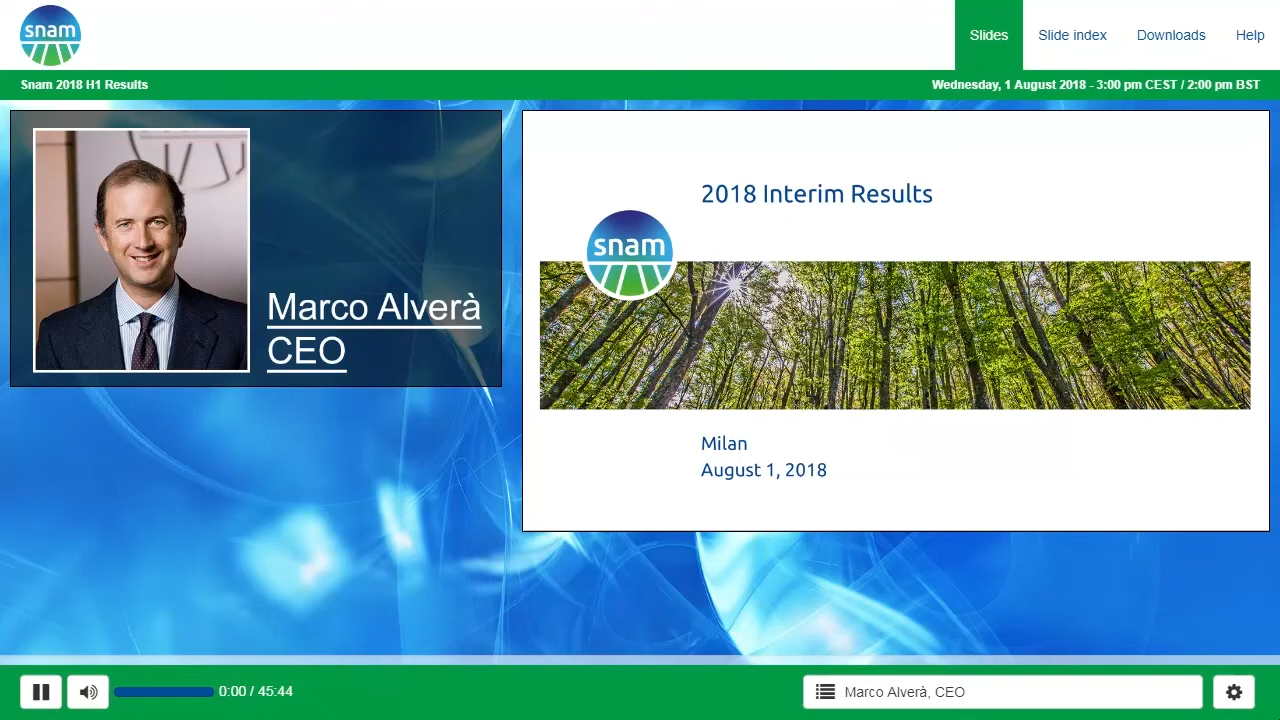 snam
Slides
Slide index
Downloads
Help
Snam 2018 H1 Results
Wednesday, 1 August 2018 - 3:00 pm CEST / 2:00 pm BST
Marco Alverà
CEO
2018 Interim Results
snam
Milan
August 1, 2018
0:00 / 45:44
Marco Alverà, CEO